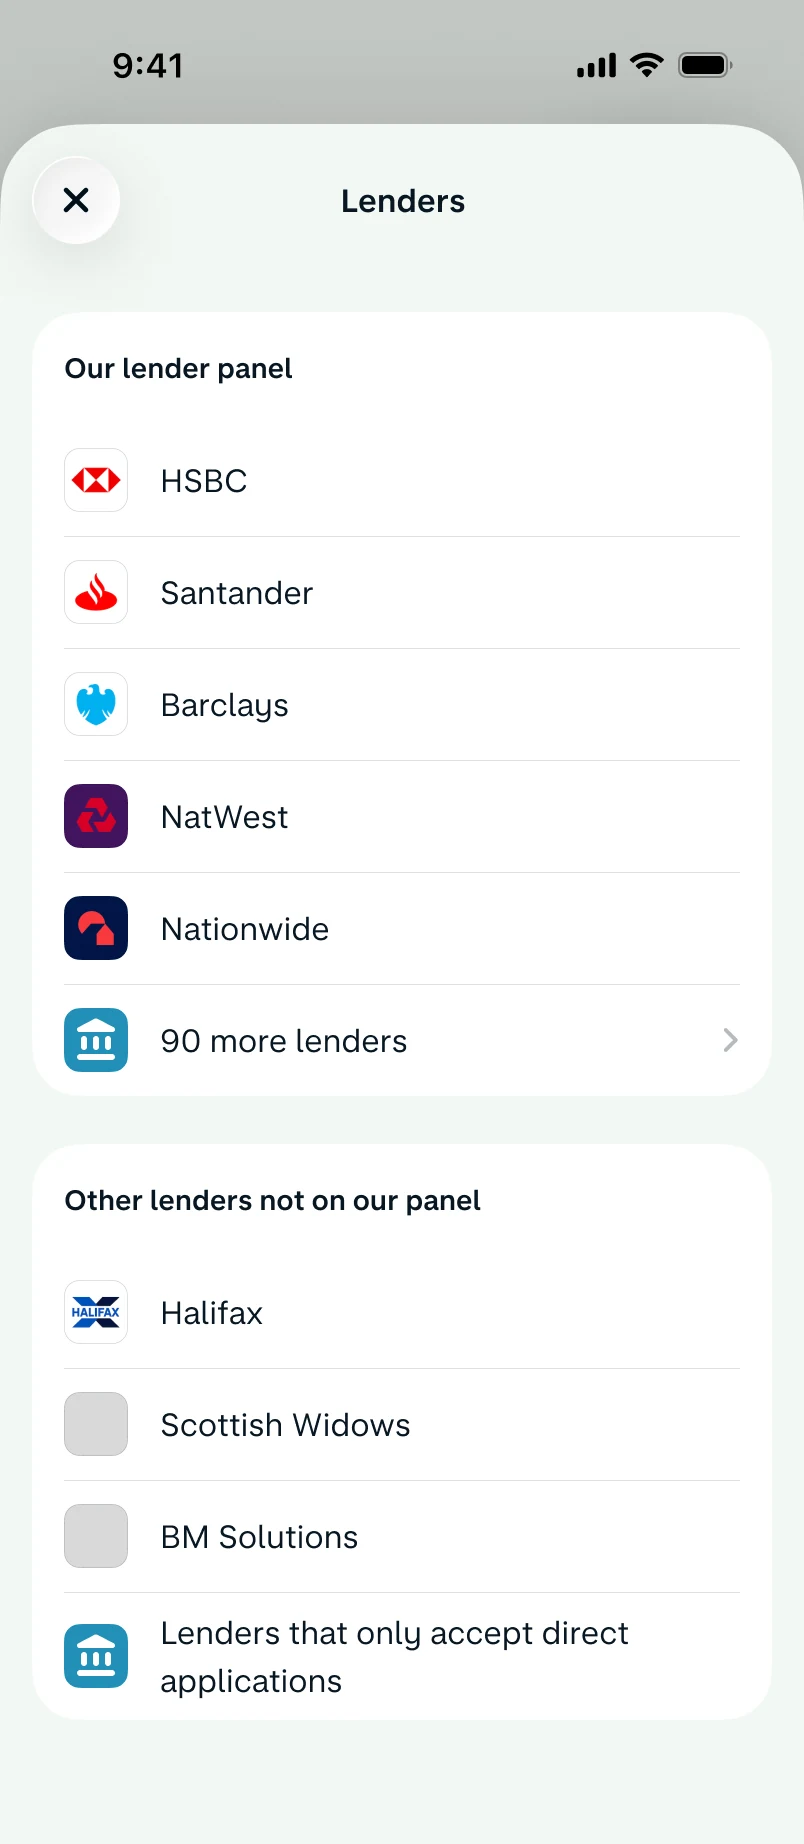 9:41
Lenders
Our lender panel
HSBC
Santander
Barclays
NatWest
Nationwide
90 more lenders
Other lenders not on our panel
HALIFAX
Halifax
Scottish Widows
BM Solutions
Lenders that only accept direct
applications